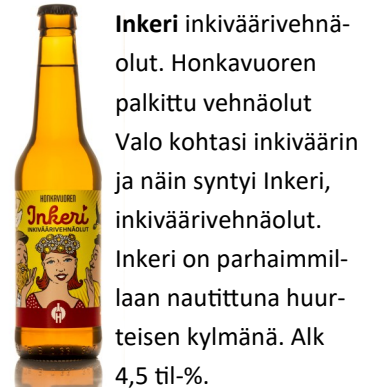 Inkeri inkiväärivehnä-
olut. Honkavuoren
palkittu vehnäolut
Valo kohtasi inkiväärin
ja näin syntyi Inkeri,
inkiväärivehnäolut.
Inkeri on parhaimmil-
laan nautittuna huur-
teisen kylmänä. Alk
4,5 til-%.
HONKAVUOREN
Inkeri
INKIVÄÄRIVEHNÄOLUT